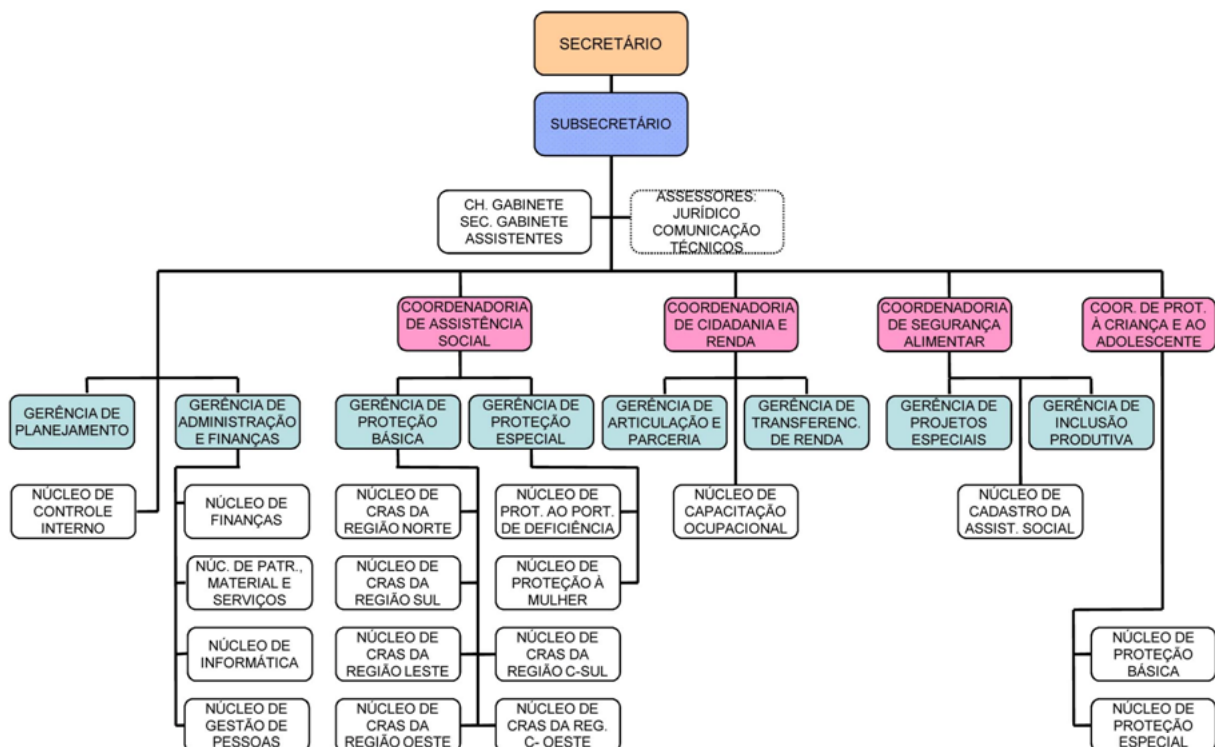 SECRETÁRIO
SUBSECRETÁRIO
CH. GABINETE
SEC. GABINETE
ASSISTENTES
ASSESSORES:
JURÍDICO
COMUNICAÇÃO
TÉCNICOS
COORDENADORIA
DE ASSISTÊNCIA
SOCIAL
COORDENADORIA
DE CIDADANIA E
RENDA
COORDENADORIA
DE SEGURANÇA
ALIMENTAR
COOR. DE PROT.
À CRIANÇA E AO
ADOLESCENTE
GERÊNCIA DE
PLANEJAMENTO
GERÊNCIA DE
ADMINISTRAÇÃO
E FINANÇAS
GERÊNCIA DE
PROTEÇÃO
BÁSICA
GERÊNCIA DE
PROTEÇÃO
ESPECIAL
GERÊNCIA DE
ARTICULAÇÃO E
PARCERIA
GERÊNCIA DE
TRANSFERENC.
DE RENDA
GERÊNCIA DE
PROJETOS
ESPECIAIS
GERÊNCIA DE
INCLUSÃO
PRODUTIVA
NÚCLEO DE
CONTROLE
INTERNO
NÚCLEO DE
FINANÇAS
NÚCLEO DE
CRAS DA
REGIÃO NORTE
NÚCLEO DE
PROT. AO PORT.
DE DEFICIÊNCIA
NÚCLEO DE
CAPACITAÇÃO
OCUPACIONAL
NÚCLEO DE
CADASTRO DA
ASSIST. SOCIAL
NÚC. DE PATR.,
MATERIAL E
SERVIÇOS
NÚCLEO DE
CRAS DA
REGIÃO SUL
NÚCLEO DE
PROTEÇÃO À
MULHER
NÚCLEO DE
INFORMÁTICA
NÚCLEO DE
CRAS DA
REGIÃO LESTE
NÚCLEO DE
CRAS DA
REGIÃO C-SUL
NÚCLEO DE
PROTEÇÃO
BÁSICA
NÚCLEO DE
GESTÃO DE
PESSOAS
NÚCLEO DE
CRAS DA
REGIÃO OESTE
NÚCLEO DE
CRAS DA REG.
C- OESTE
NÚCLEO DE
PROTEÇÃO
ESPECIAL